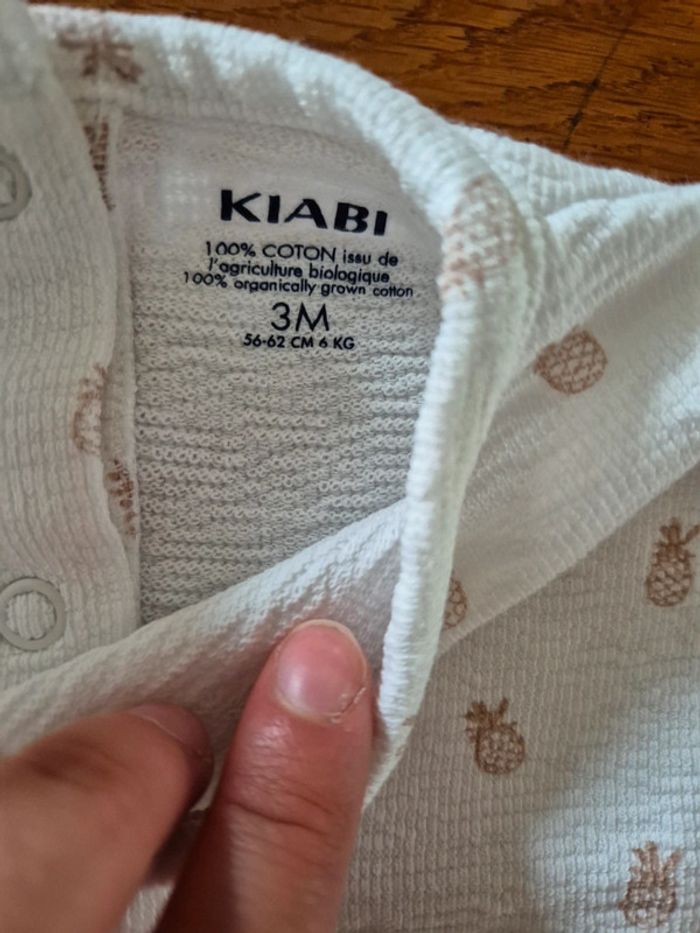 KIABI
100% COTON issu de
l'agriculture biologique
100% organically grown cotton
3M
56-62 CM 6 KG